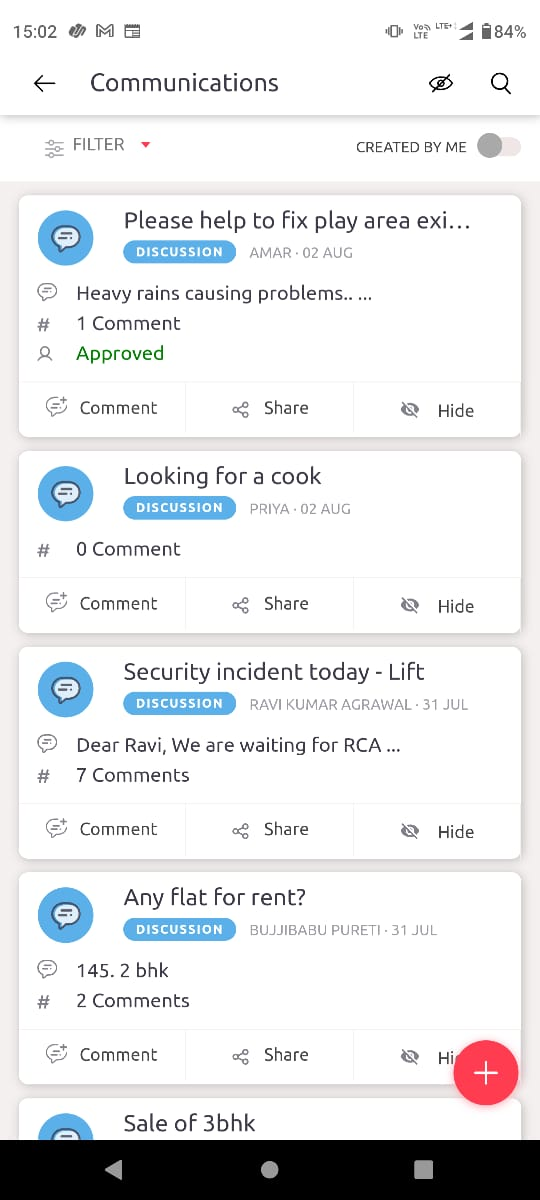 15:02 Vo LTE LTE+ 84%
Communications
FILTER CREATED BY ME
Please help to fix play area exi...
DISCUSSION AMAR · 02 AUG
Heavy rains causing problems.. ...
# 1 Comment
Approved
Comment Share Hide
Looking for a cook
DISCUSSION PRIYA · 02 AUG
# 0 Comment
Comment Share Hide
Security incident today - Lift
DISCUSSION RAVI KUMAR AGRAWAL · 31 JUL
Dear Ravi, We are waiting for RCA ...
# 7 Comments
Comment Share Hide
Any flat for rent?
DISCUSSION BUJJIBABU PURETI · 31 JUL
145. 2 bhk
# 2 Comments
Comment Share Hi
Sale of 3bhk